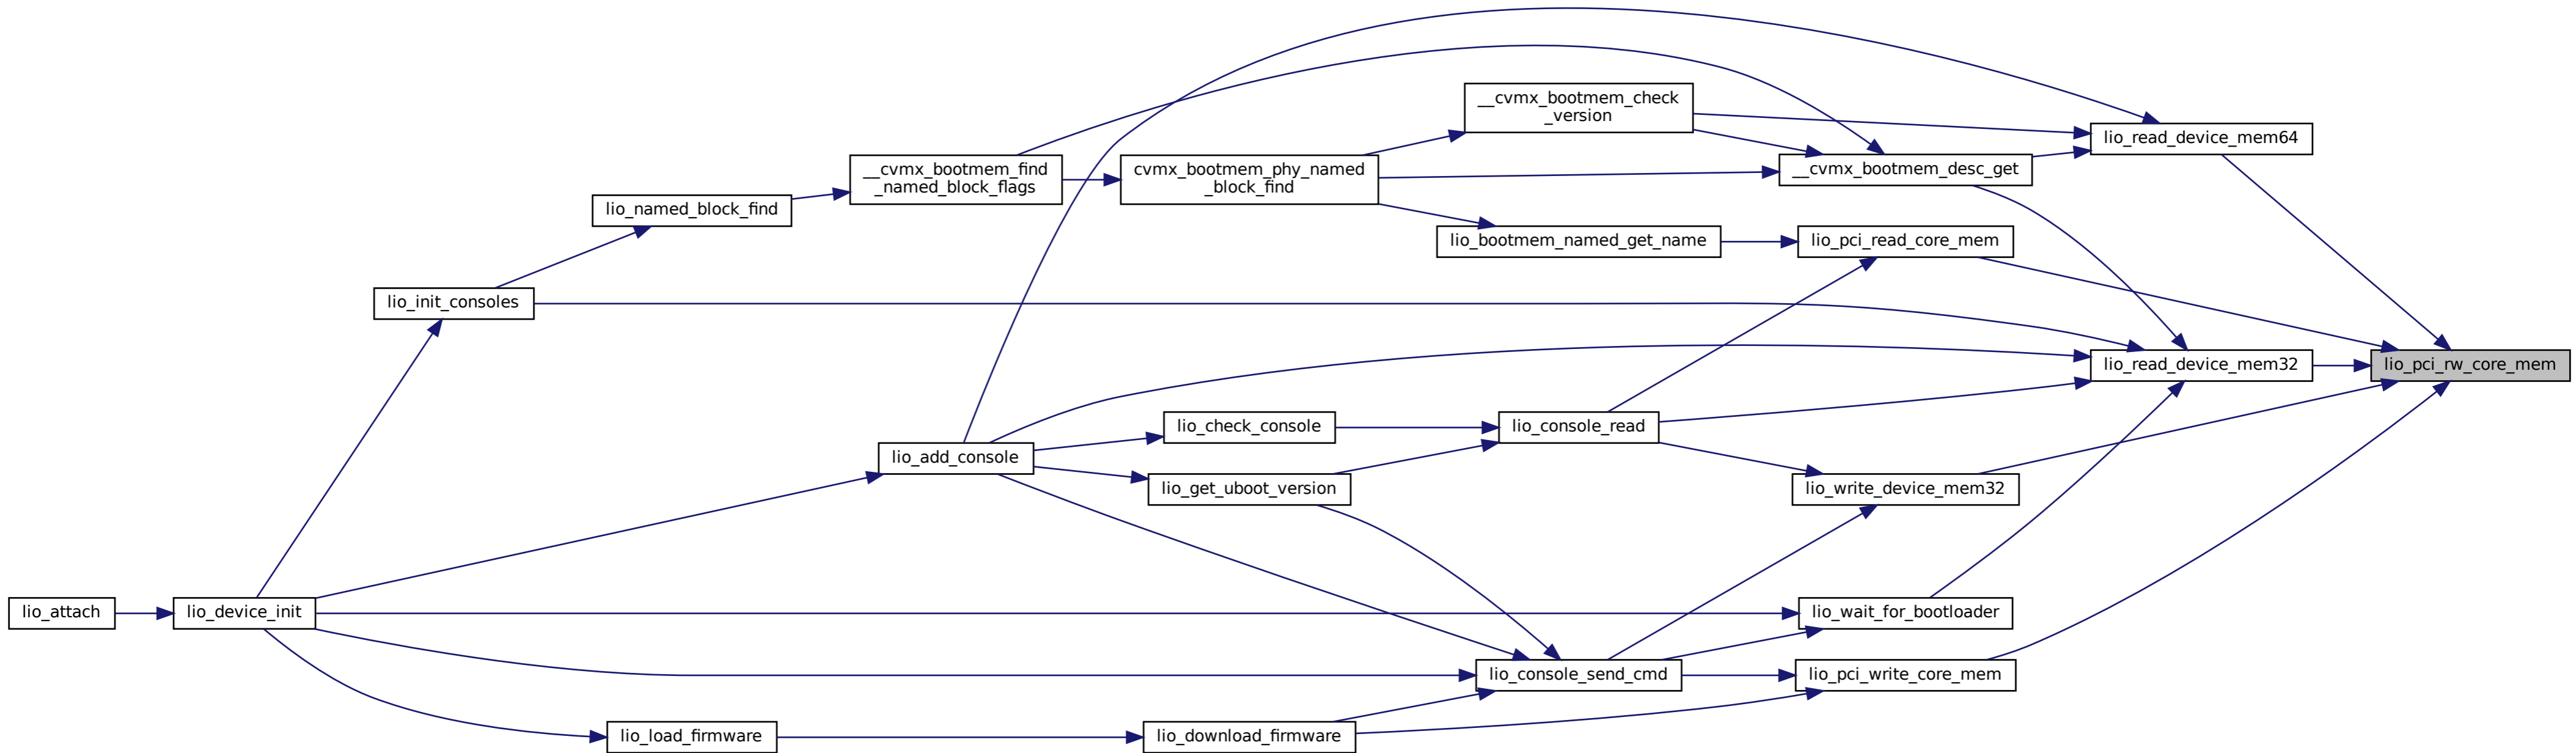 __cvmx_bootmem_check
_version
lio_read_device_mem64
__cvmx_bootmem_find
_named_block_flags
cvmx_bootmem_phy_named
_block_find
__cvmx_bootmem_desc_get
lio_named_block_find
lio_bootmem_named_get_name
lio_pci_read_core_mem
lio_init_consoles
lio_read_device_mem32
lio_pci_rw_core_mem
lio_check_console
lio_console_read
lio_add_console
lio_get_uboot_version
lio_write_device_mem32
lio_attach
lio_device_init
lio_wait_for_bootloader
lio_console_send_cmd
lio_pci_write_core_mem
lio_load_firmware
lio_download_firmware